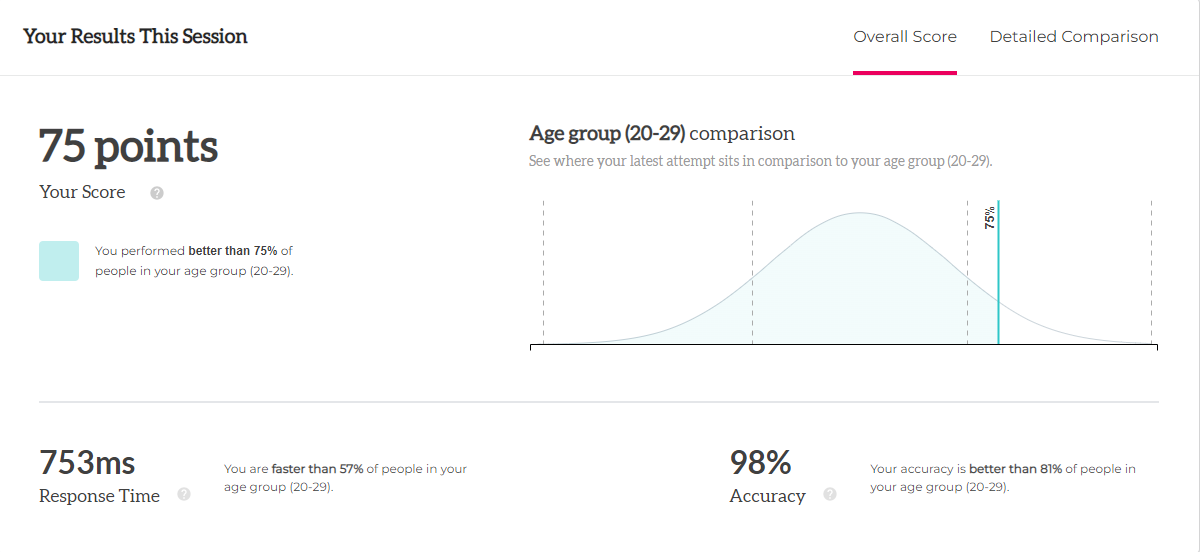 Your Results This Session
Overall Score
Detailed Comparison
75 points
Your Score
?
You performed better than 75% of
people in your age group (20-29).
Age group (20-29) comparison
See where your latest attempt sits in comparison to your age group (20-29).
75%
753ms
Response Time
?
You are faster than 57% of people in your
age group (20-29).
98%
Accuracy
?
Your accuracy is better than 81% of people in
your age group (20-29).